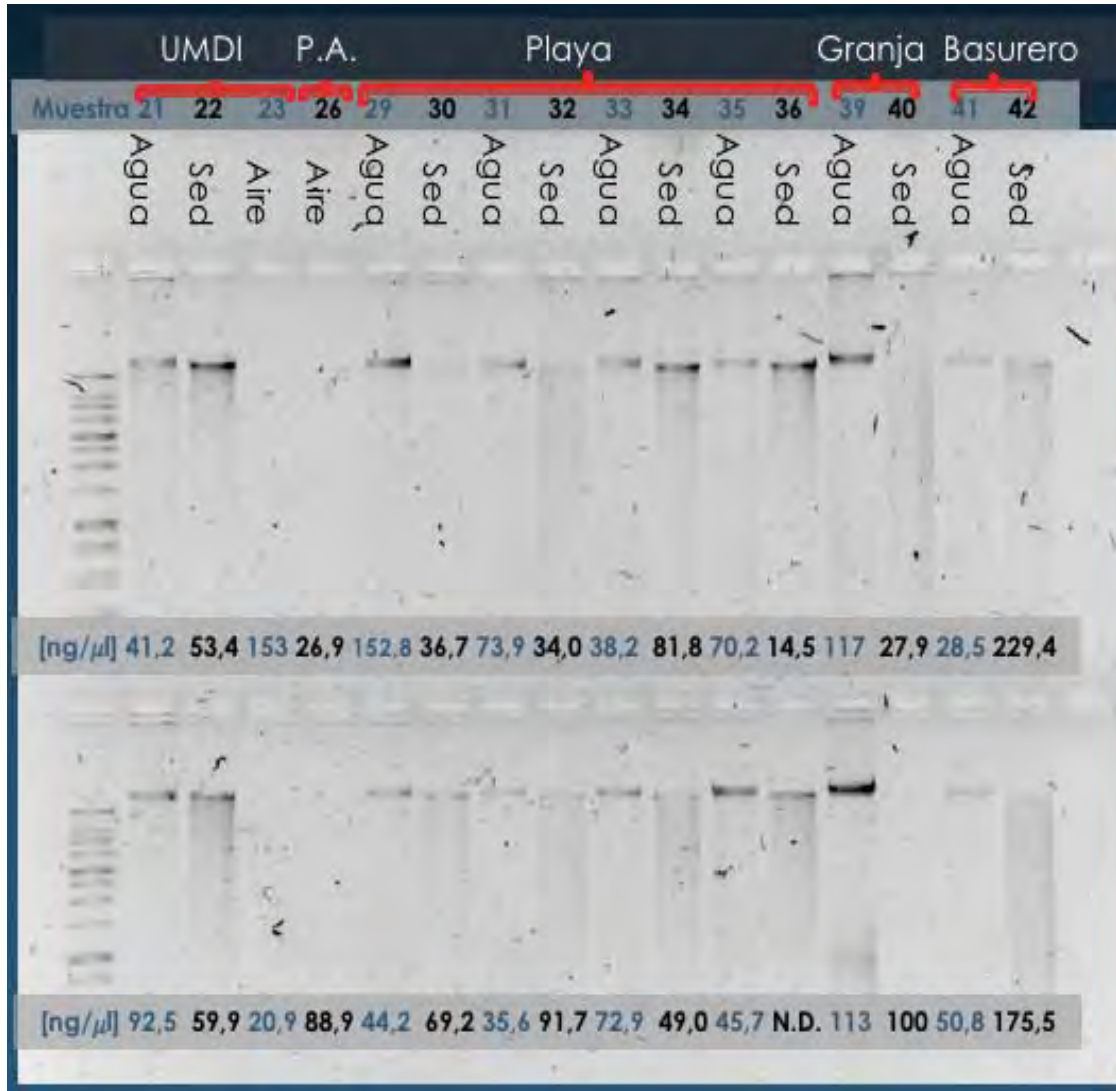 UMDI P.A. Playa Granja Basurero
Muestra 21 22 23 26 29 30 31 32 33 34 35 36 39 40 41 42
Agua Sed Aire Aire Agua Sed Agua Sed Agua Sed Agua Sed Agua Sed Agua Sed
[ng/µl] 41,2 53,4 153 26,9 152,8 36,7 73,9 34,0 38,2 81,8 70,2 14,5 117 27,9 28,5 229,4
[ng/µl] 92,5 59,9 20,9 88,9 44,2 69,2 35,6 91,7 72,9 49,0 45,7 N.D. 113 100 50,8 175,5